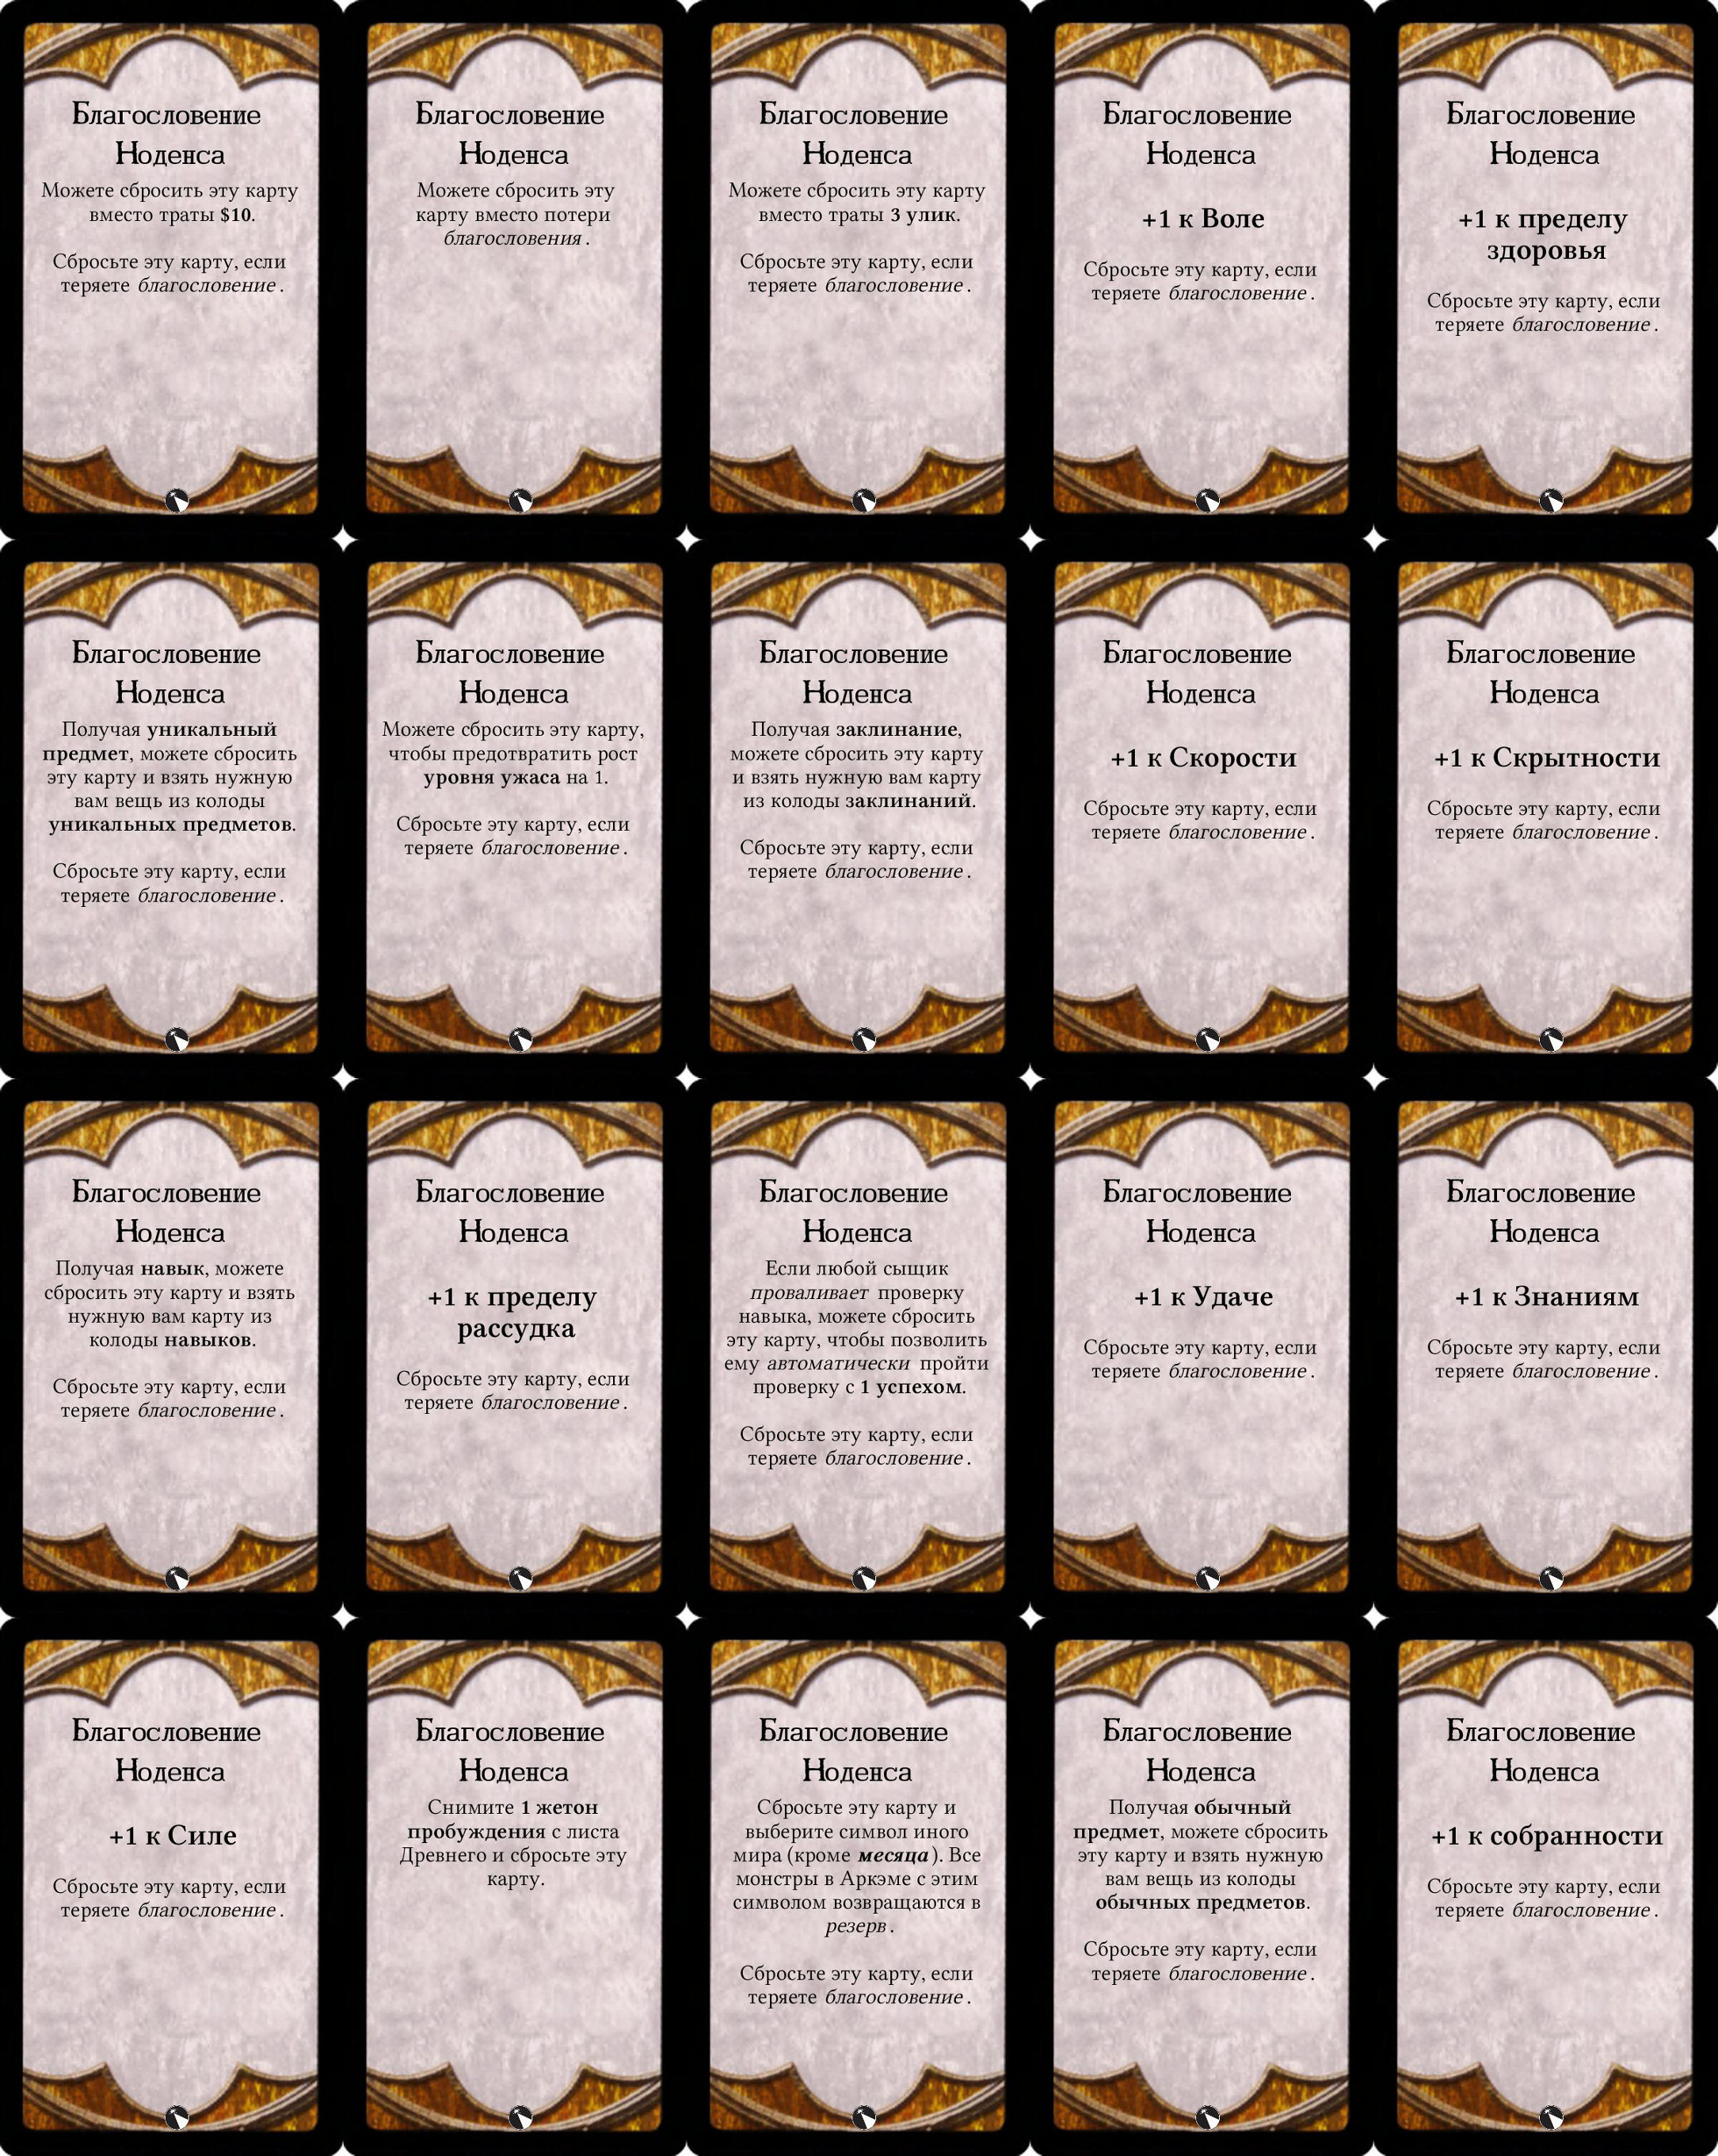 Благословение
Ноденса
Можете сбросить эту карту
вместо траты $10.
Сбросьте эту карту, если
теряете благословение.
Благословение
Ноденса
Можете сбросить эту
карту вместо потери
благословения.
Благословение
Ноденса
Можете сбросить эту карту
вместо траты 3 улик.
Сбросьте эту карту, если
теряете благословение.
Благословение
Ноденса
+1 к Воле
Сбросьте эту карту, если
теряете благословение.
Благословение
Ноденса
+1 к пределу
здоровья
Сбросьте эту карту, если
теряете благословение.
Благословение
Ноденса
Получая уникальный
предмет, можете сбросить
эту карту и взять нужную
вам вещь из колоды
уникальных предметов.
Сбросьте эту карту, если
теряете благословение.
Благословение
Ноденса
Можете сбросить эту карту,
чтобы предотвратить рост
уровня ужаса на 1.
Сбросьте эту карту, если
теряете благословение.
Благословение
Ноденса
Получая заклинание,
можете сбросить эту карту
и взять нужную вам карту
из колоды заклинаний.
Сбросьте эту карту, если
теряете благословение.
Благословение
Ноденса
+1 к Скорости
Сбросьте эту карту, если
теряете благословение.
Благословение
Ноденса
+1 к Скрытности
Сбросьте эту карту, если
теряете благословение.
Благословение
Ноденса
Получая навык, можете
сбросить эту карту и взять
нужную вам карту из
колоды навыков.
Сбросьте эту карту, если
теряете благословение.
Благословение
Ноденса
+1 к пределу
рассудка
Сбросьте эту карту, если
теряете благословение.
Благословение
Ноденса
Если любой сыщик
проваливает проверку
навыка, можете сбросить
эту карту, чтобы позволить
ему автоматически пройти
проверку с 1 успехом.
Сбросьте эту карту, если
теряете благословение.
Благословение
Ноденса
+1 к Удаче
Сбросьте эту карту, если
теряете благословение.
Благословение
Ноденса
+1 к Знаниям
Сбросьте эту карту, если
теряете благословение.
Благословение
Ноденса
+1 к Силе
Сбросьте эту карту, если
теряете благословение.
Благословение
Ноденса
Снимите 1 жетон
пробуждения с листа
Древнего и сбросьте эту
карту.
Благословение
Ноденса
Сбросьте эту карту и
выберите символ иного
мира (кроме месяца). Все
монстры в Аркэме с этим
символом возвращаются в
резерв.
Сбросьте эту карту, если
теряете благословение.
Благословение
Ноденса
Получая обычный
предмет, можете сбросить
эту карту и взять нужную
вам вещь из колоды
обычных предметов.
Сбросьте эту карту, если
теряете благословение.
Благословение
Ноденса
+1 к собранности
Сбросьте эту карту, если
теряете благословение.